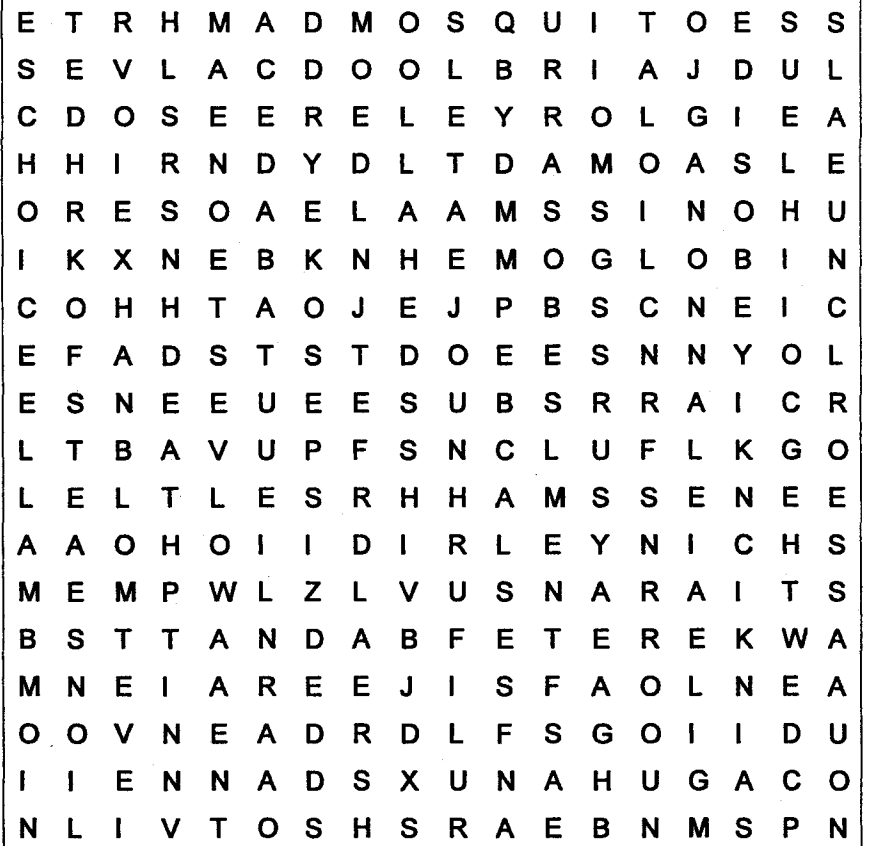 E T R H M A D M O S Q U I T O E S S
S E V L A C D O O L B R I A J D U L
C D O S E E R E L E Y R O L G I E A
H H I R N D Y D L T D A M O A S L E
O R E S O A E L A A M S S I N O H U
I K X N E B K N H E M O G L O B I N
C O H H T A O J E J P B S C N E I C
E F A D S T S T D O E E S N N Y O L
E S N E E U E E S U B S R R A I C R
L T B A V U P F S N C L U F L K G O
L E L T L E S R H H A M S S E N E E
A A O H O I I D I R L E Y N I C H S
M E M P W L Z L V U S N A R A I T S
B S T T A N D A B F E T E R E K W A
M N E I A R E E J I S F A O L N E A
O O V N E A D R D L F S G O I I D U
I I E N N A D S X U N A H U G A C O
N L I V T O S H S R A E B N M S P N